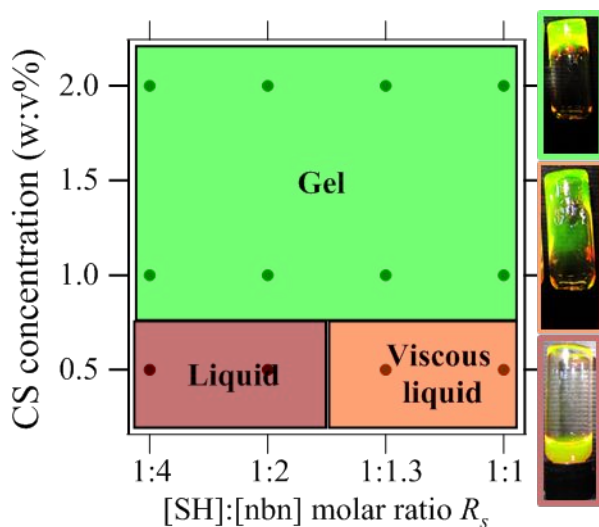 CS concentration (w:v%)
2.0
1.5
1.0
0.5
Gel
Liquid
Viscous
liquid
1:4 1:2 1:1.3 1:1
[SH]:[nbn] molar ratio Rs